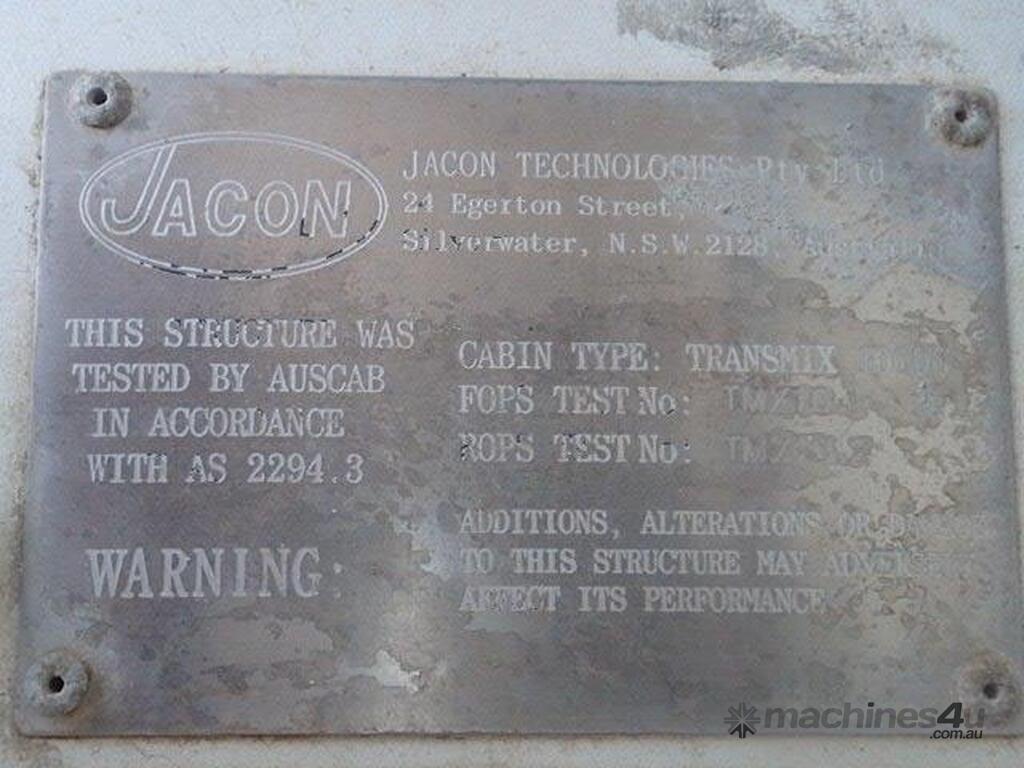 JACON
JACON TECHNOLOGIES Pty Ltd
24 Egerton Street,
Silverwater, N.S.W. 2128
THIS STRUCTURE WAS
TESTED BY AUSCAB
IN ACCORDANCE
WITH AS 2294.3
CABIN TYPE: TRANSMIX
FOPS TEST No:
ROPS TEST No:
WARNING:
ADDITIONS, ALTERATIONS OR
TO THIS STRUCTURE MAY
AFFECT ITS PERFORMANCE
machines4u
.com.au